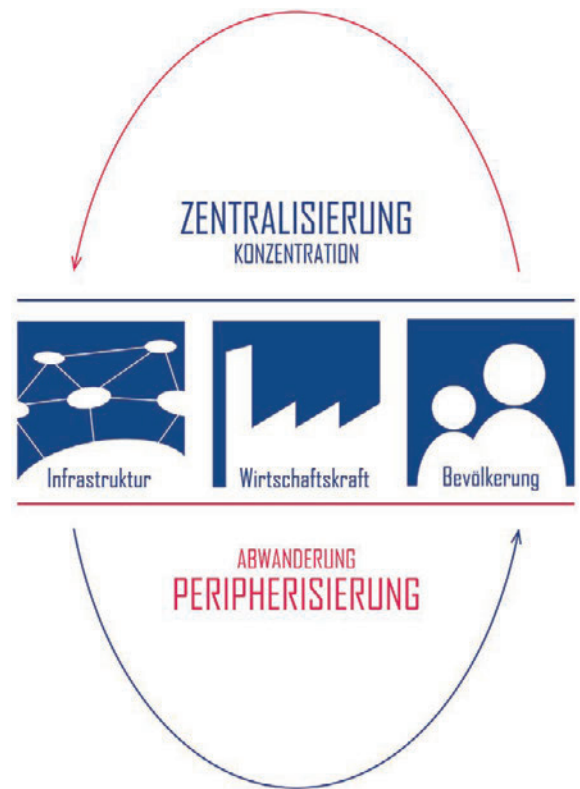 ZENTRALISIERUNG
KONZENTRATION
Infrastruktur
Wirtschaftskraft
Bevölkerung
ABWANDERUNG
PERIPHERISIERUNG